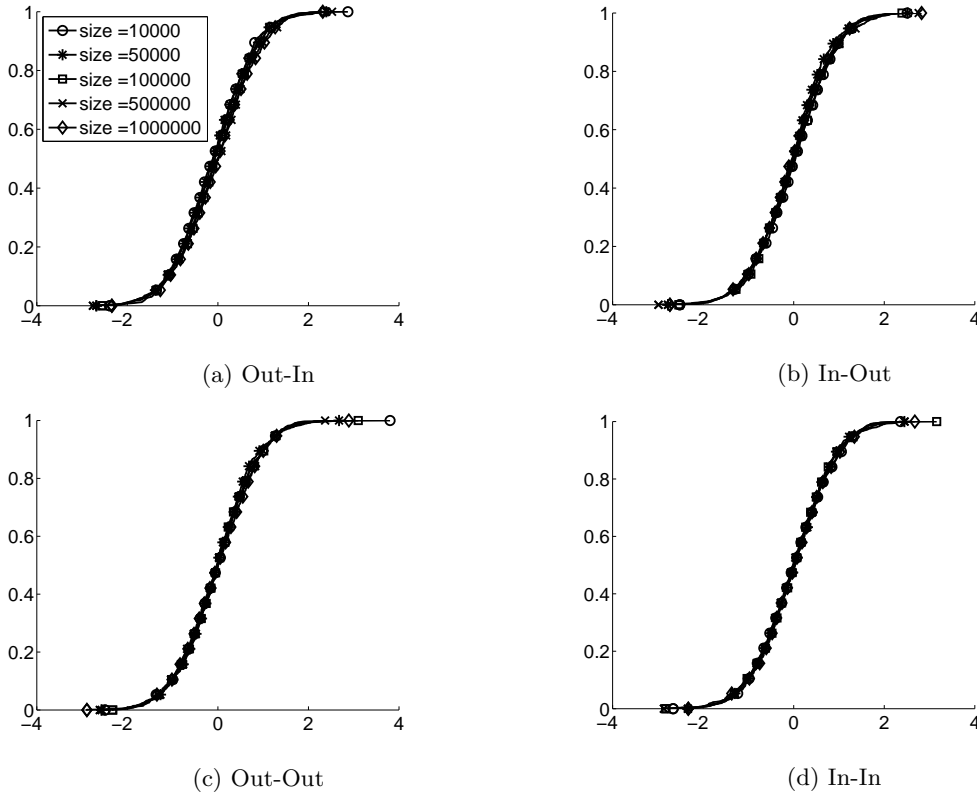 1
0.8
0.6
0.4
0.2
0
−4 −2 0 2 4
size =10000
size =50000
size =100000
size =500000
size =1000000
(a) Out-In
1
0.8
0.6
0.4
0.2
0
−4 −2 0 2 4
(b) In-Out
1
0.8
0.6
0.4
0.2
0
−4 −2 0 2 4
(c) Out-Out
1
0.8
0.6
0.4
0.2
0
−4 −2 0 2 4
(d) In-In